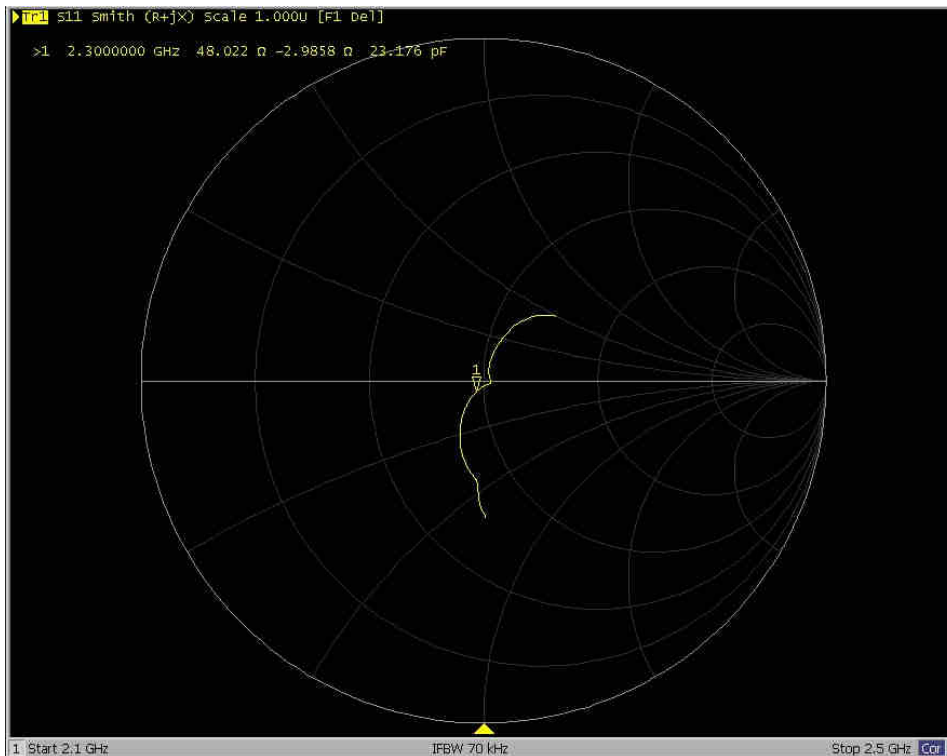 Tr1 S11 Smith (R+jX) Scale 1.000U [F1 Del]
>1 2.3000000 GHz 48.022 Ω -2.9858 Ω 23.176 pF
1
1 Start 2.1 GHz IFBW 70 kHz Stop 2.5 GHz Cor